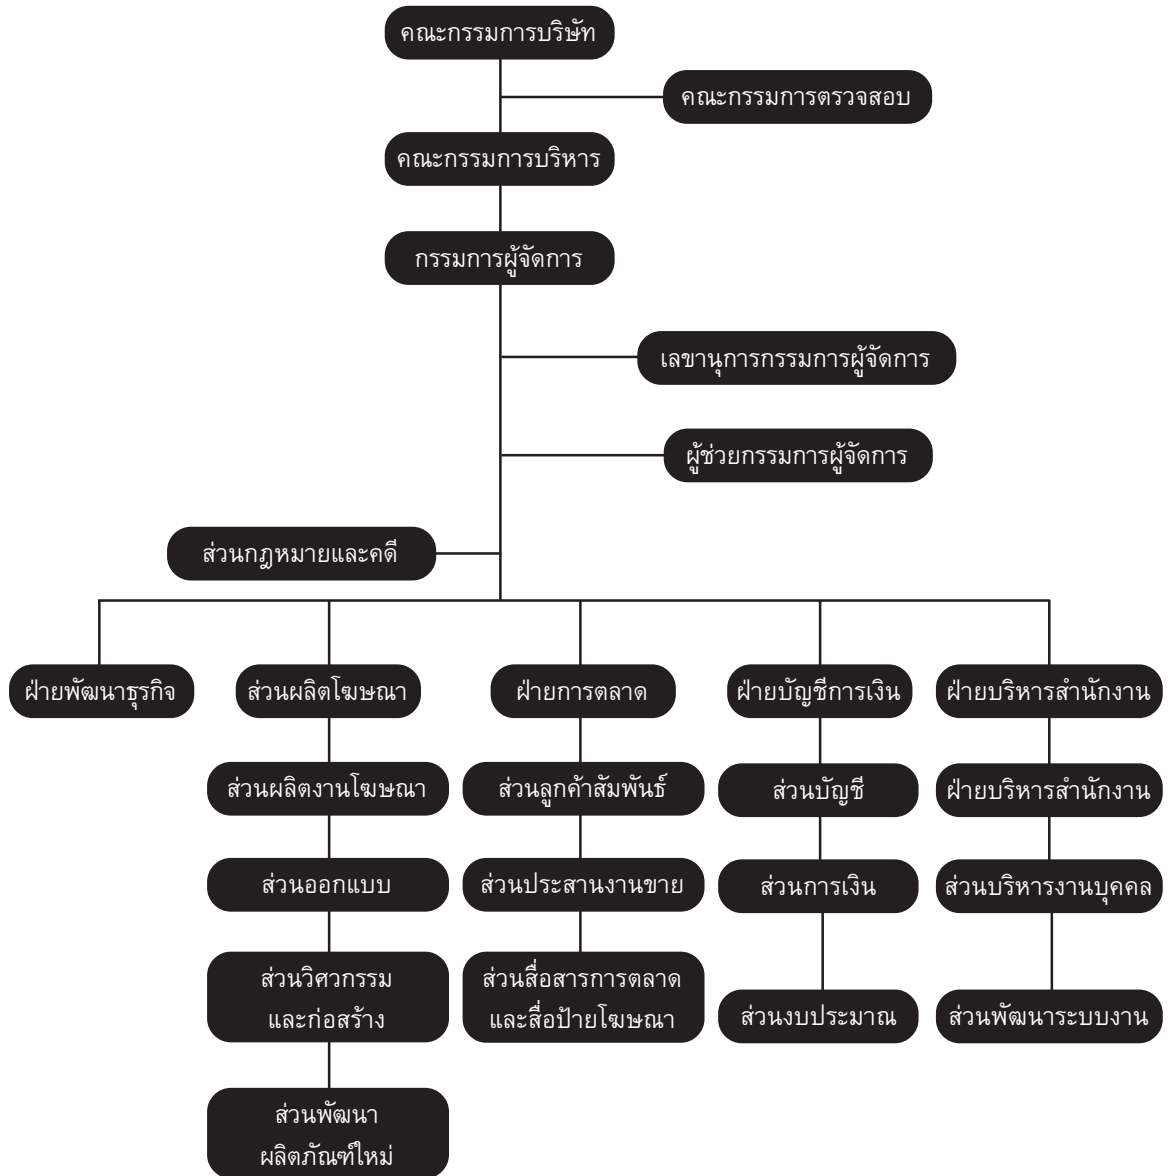 คณะกรรมการบริษัท
คณะกรรมการตรวจสอบ
คณะกรรมการบริหาร
กรรมการผู้จัดการ
เลขานุการกรรมการผู้จัดการ
ผู้ช่วยกรรมการผู้จัดการ
ส่วนกฎหมายและคดี
ฝ่ายพัฒนาธุรกิจ
ส่วนผลิตโฆษณา
ฝ่ายการตลาด
ฝ่ายบัญชีการเงิน
ฝ่ายบริหารสำนักงาน
ส่วนผลิตงานโฆษณา
ส่วนลูกค้าสัมพันธ์
ส่วนบัญชี
ฝ่ายบริหารสำนักงาน
ส่วนออกแบบ
ส่วนประสานงานขาย
ส่วนการเงิน
ส่วนบริหารงานบุคคล
ส่วนวิศวกรรม
และก่อสร้าง
ส่วนสื่อสารการตลาด
และสื่อป้ายโฆษณา
ส่วนงบประมาณ
ส่วนพัฒนาระบบงาน
ส่วนพัฒนา
ผลิตภัณฑ์ใหม่